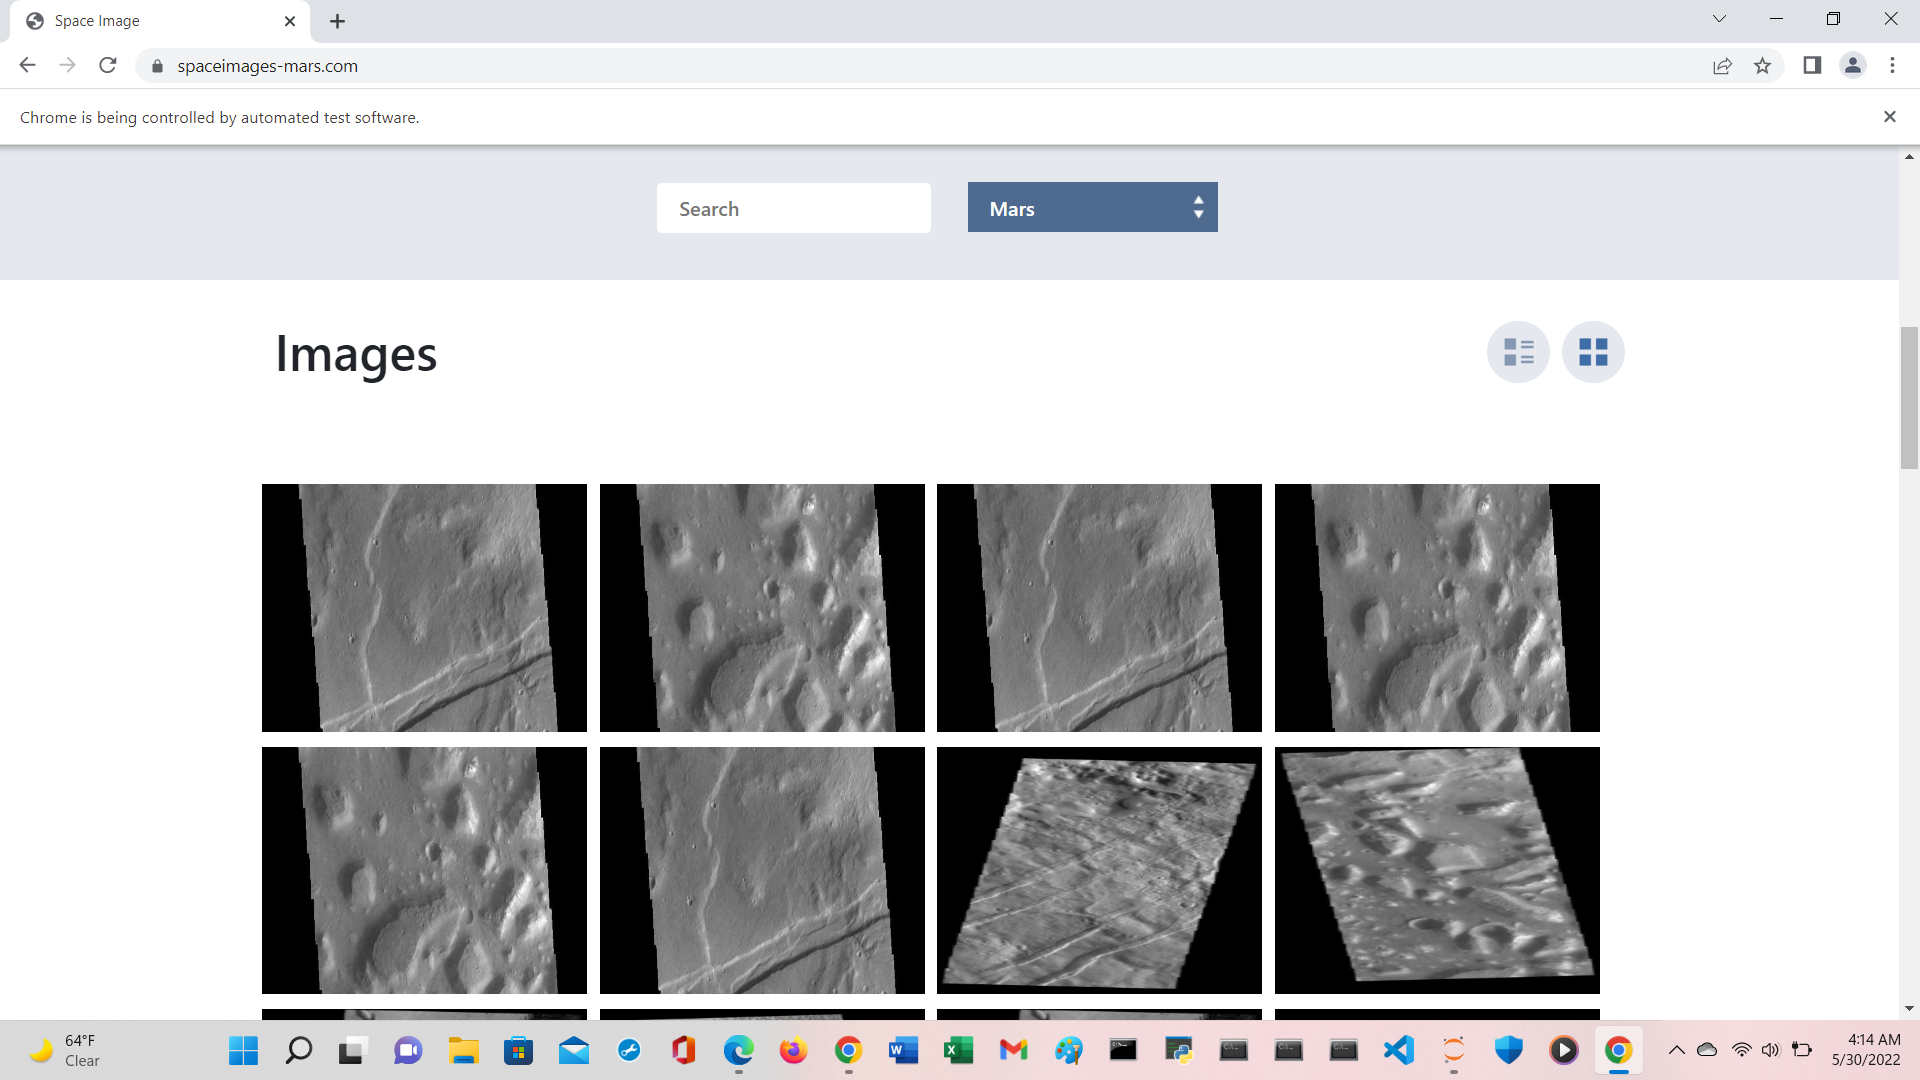 Space Image
spaceimages-mars.com
Chrome is being controlled by automated test software.
Search
Mars
Images
64°F
Clear
4:14 AM
5/30/2022